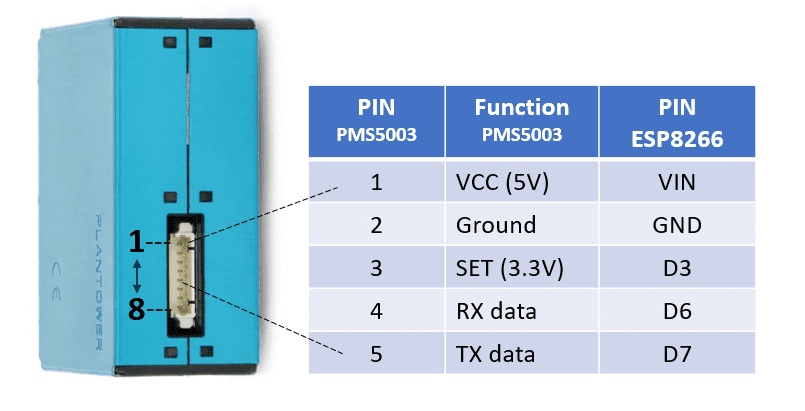 PLANTOWER
CE
1
8
PIN PMS5003 Function PMS5003 PIN ESP8266
1 VCC (5V) VIN
2 Ground GND
3 SET (3.3V) D3
4 RX data D6
5 TX data D7